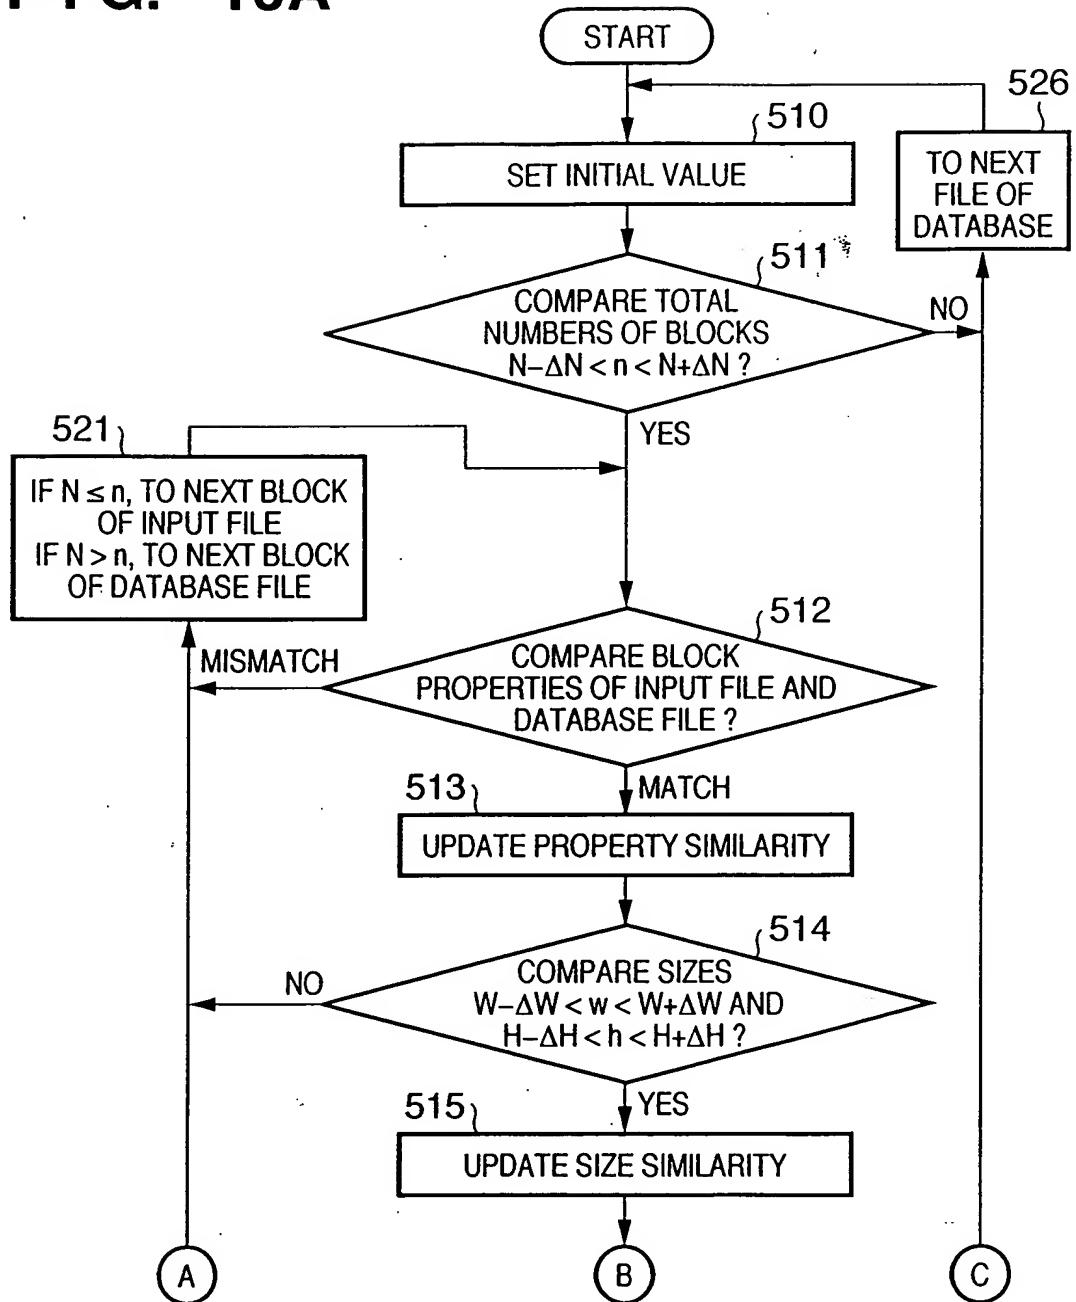 FIG. 10A
START
526
510
TO NEXT
FILE OF
DATABASE
SET INITIAL VALUE
511
COMPARE TOTAL
NUMBERS OF BLOCKS
N−ΔN < n < N+ΔN ?
NO
YES
521
IF N ≤ n, TO NEXT BLOCK
OF INPUT FILE
IF N > n, TO NEXT BLOCK
OF DATABASE FILE
512
MISMATCH
COMPARE BLOCK
PROPERTIES OF INPUT FILE AND
DATABASE FILE ?
MATCH
513
UPDATE PROPERTY SIMILARITY
514
NO
COMPARE SIZES
W−ΔW < w < W+ΔW AND
H−ΔH < h < H+ΔH ?
YES
515
UPDATE SIZE SIMILARITY
A
B
C